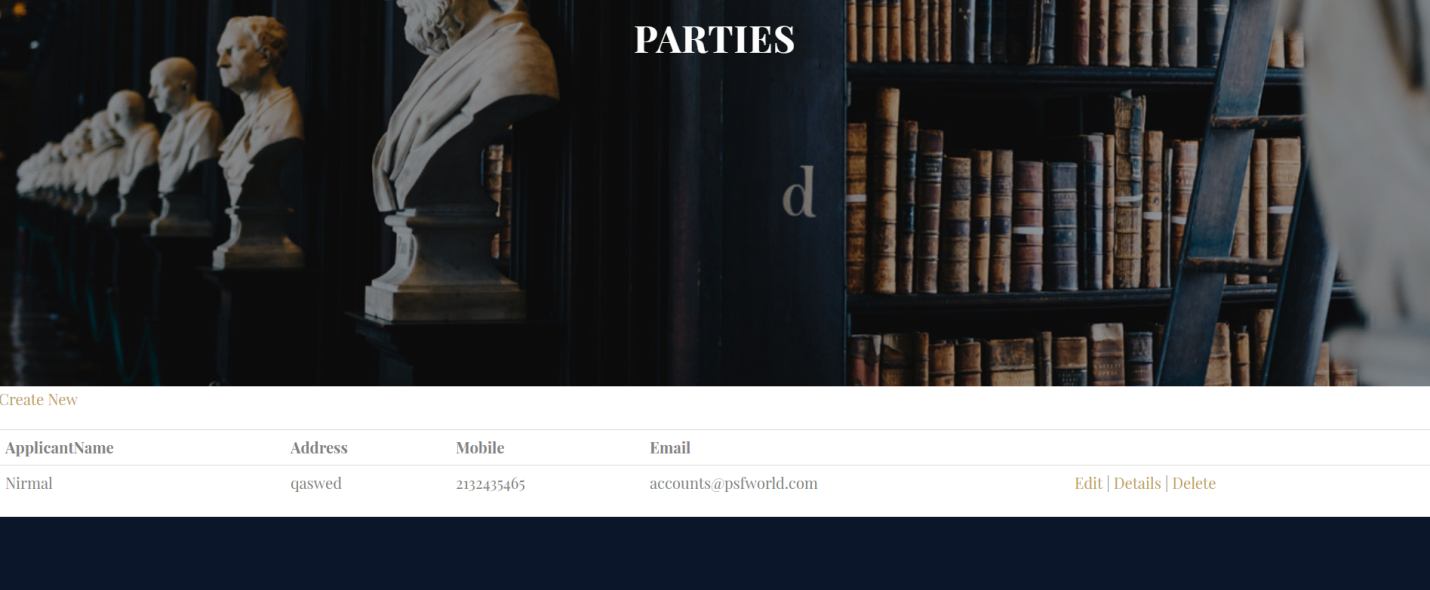 PARTIES
d
Create New
ApplicantName Address Mobile Email
Nirmal qaswed 2132435465 accounts@psfworld.com Edit | Details | Delete